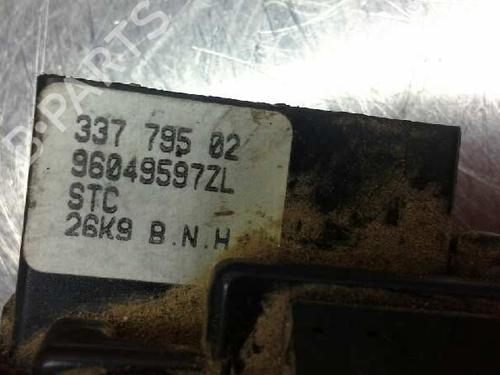 337 795 02
96049597ZL
STC
26K9 B.N.H
B-PARTS